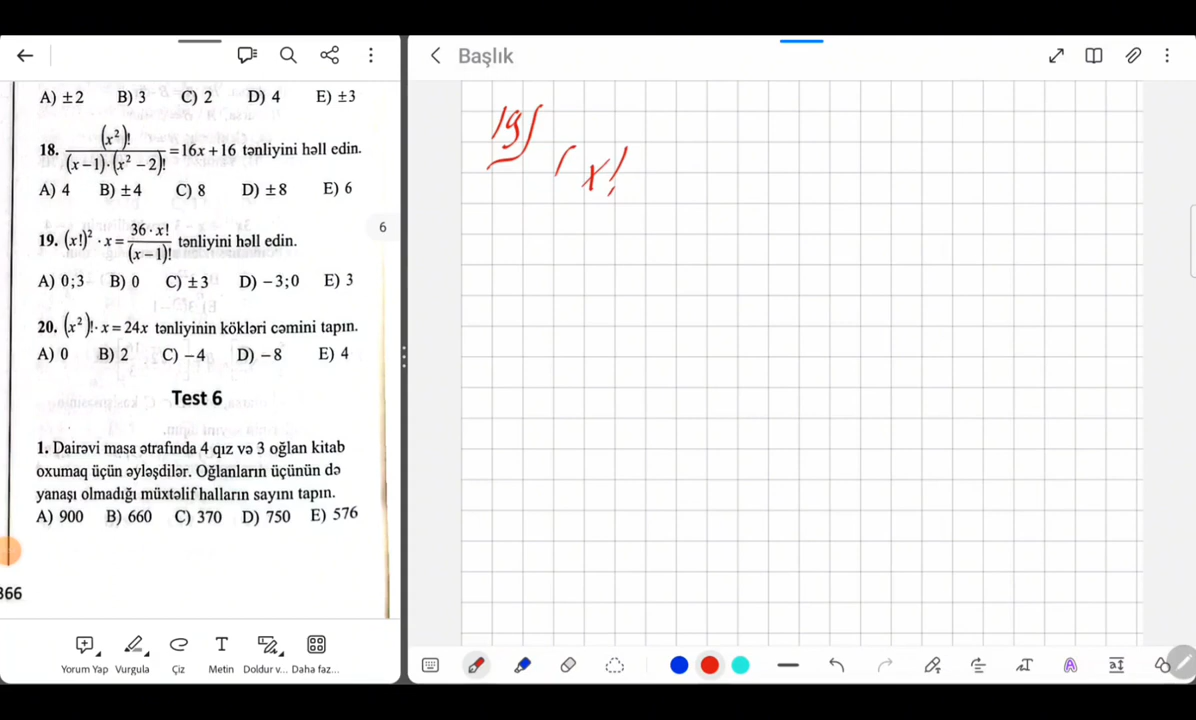 Başlık
A) ±2 B) 3 C) 2 D) 4 E) ±3
18. (x²)! / (x−1)·(x²−2)! = 16x+16 tənliyini həll edin.
A) 4 B) ±4 C) 8 D) ±8 E) 6
19. (x!)²·x = 36·x! / (x−1)! tənliyini həll edin.
A) 0;3 B) 0 C) ±3 D) −3;0 E) 3
20. (x²)!·x = 24x tənliyinin kökləri cəmini tapın.
A) 0 B) 2 C) −4 D) −8 E) 4
Test 6
1. Dairəvi masa ətrafında 4 qız və 3 oğlan kitab
oxumaq üçün əyləşdilər. Oğlanların üçünün də
yanaşı olmadığı müxtəlif halların sayını tapın.
A) 900 B) 660 C) 370 D) 750 E) 576
366
6
Yorum Yap Vurgula Çiz Metin Doldur v... Daha faz...
19)
(x!